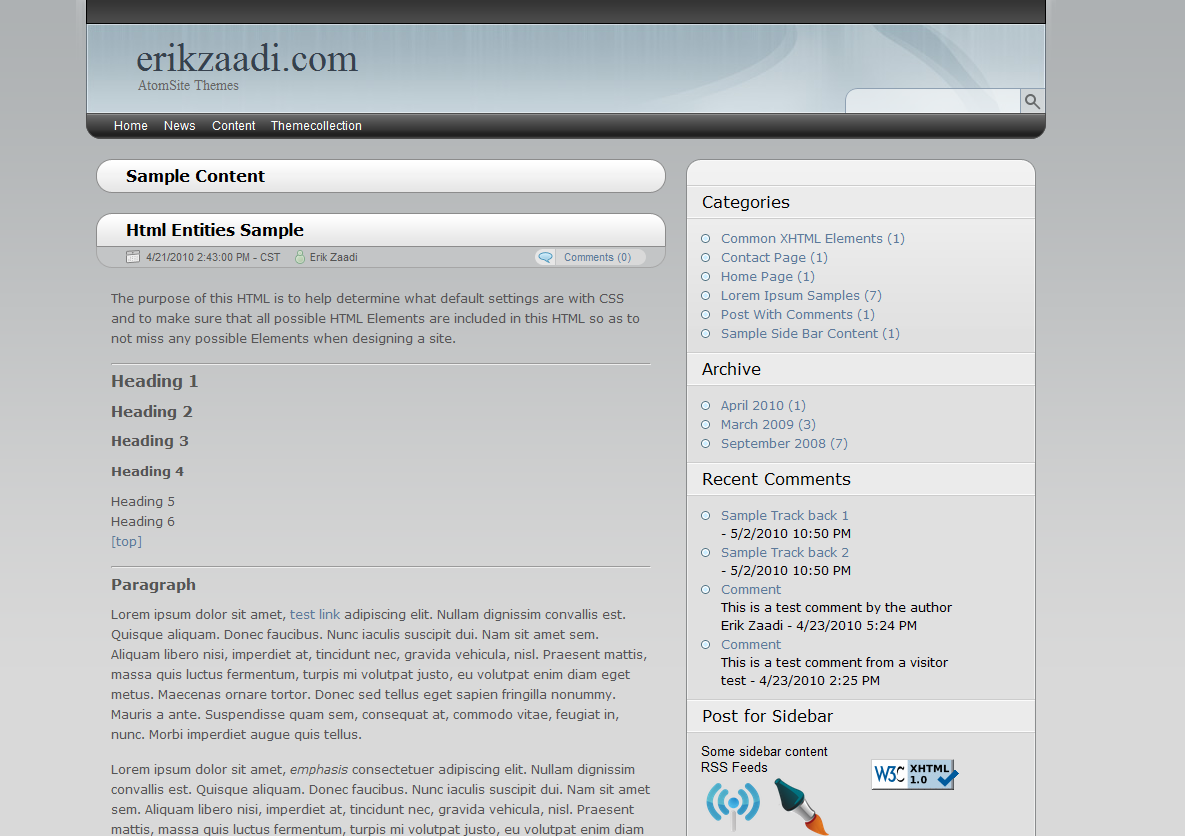 erikzaadi.com
AtomSite Themes
Home News Content Themecollection
Sample Content
Html Entities Sample
4/21/2010 2:43:00 PM - CST Erik Zaadi Comments (0)
The purpose of this HTML is to help determine what default settings are with CSS
and to make sure that all possible HTML Elements are included in this HTML so as to
not miss any possible Elements when designing a site.
Heading 1
Heading 2
Heading 3
Heading 4
Heading 5
Heading 6
[top]
Paragraph
Lorem ipsum dolor sit amet, test link adipiscing elit. Nullam dignissim convallis est.
Quisque aliquam. Donec faucibus. Nunc iaculis suscipit dui. Nam sit amet sem.
Aliquam libero nisi, imperdiet at, tincidunt nec, gravida vehicula, nisl. Praesent mattis,
massa quis luctus fermentum, turpis mi volutpat justo, eu volutpat enim diam eget
metus. Maecenas ornare tortor. Donec sed tellus eget sapien fringilla nonummy.
Mauris a ante. Suspendisse quam sem, consequat at, commodo vitae, feugiat in,
nunc. Morbi imperdiet augue quis tellus.
Lorem ipsum dolor sit amet, emphasis consectetuer adipiscing elit. Nullam dignissim
convallis est. Quisque aliquam. Donec faucibus. Nunc iaculis suscipit dui. Nam sit amet
sem. Aliquam libero nisi, imperdiet at, tincidunt nec, gravida vehicula, nisl. Praesent
mattis, massa quis luctus fermentum, turpis mi volutpat justo, eu volutpat enim diam
Categories
Common XHTML Elements (1)
Contact Page (1)
Home Page (1)
Lorem Ipsum Samples (7)
Post With Comments (1)
Sample Side Bar Content (1)
Archive
April 2010 (1)
March 2009 (3)
September 2008 (7)
Recent Comments
Sample Track back 1
- 5/2/2010 10:50 PM
Sample Track back 2
- 5/2/2010 10:50 PM
Comment
This is a test comment by the author
Erik Zaadi - 4/23/2010 5:24 PM
Comment
This is a test comment from a visitor
test - 4/23/2010 2:25 PM
Post for Sidebar
Some sidebar content
RSS Feeds
W3C XHTML
1.0